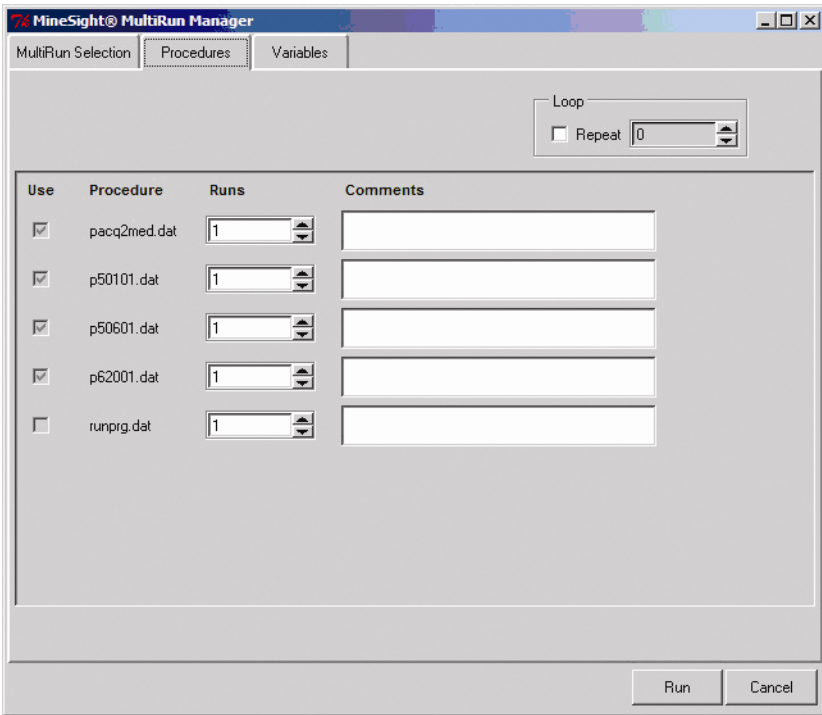 MineSight® MultiRun Manager
MultiRun Selection Procedures Variables
Loop
Repeat 0
Use Procedure Runs Comments
pacq2med.dat 1
p50101.dat 1
p50601.dat 1
p62001.dat 1
runprg.dat 1
Run Cancel